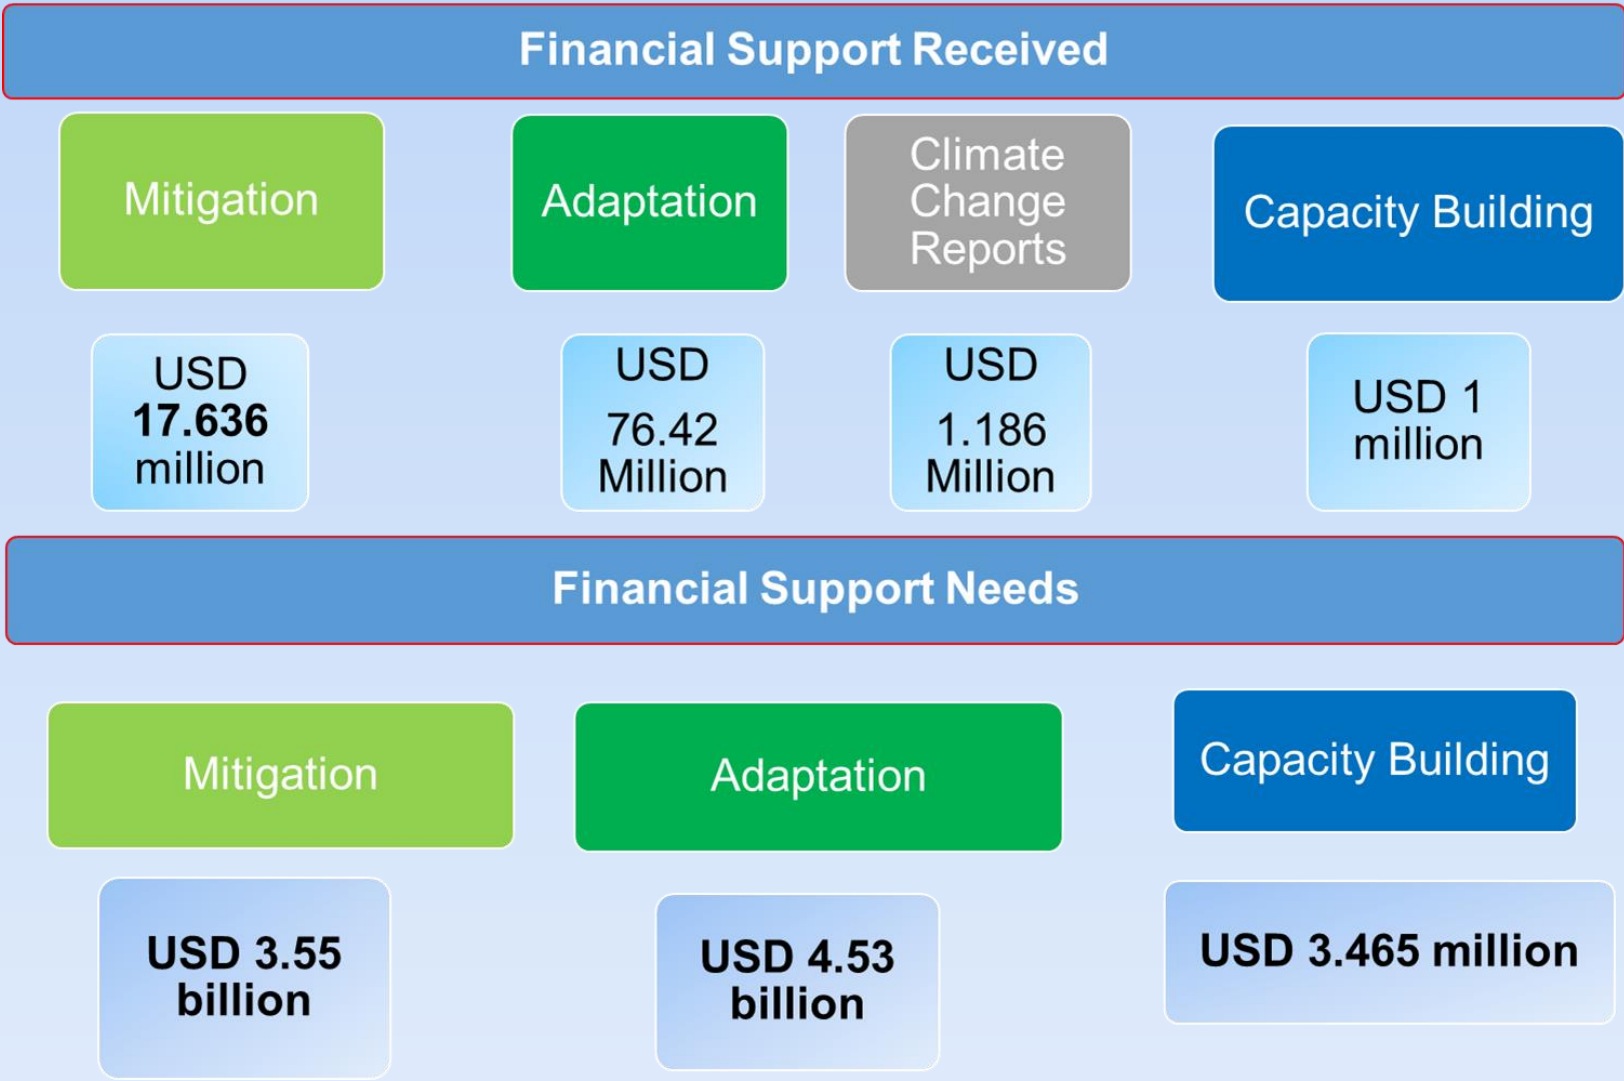 Financial Support Received
Mitigation
Adaptation
Climate
Change
Reports
Capacity Building
USD
17.636
million
USD
76.42
Million
USD
1.186
Million
USD 1
million
Financial Support Needs
Mitigation
Adaptation
Capacity Building
USD 3.55
billion
USD 4.53
billion
USD 3.465 million